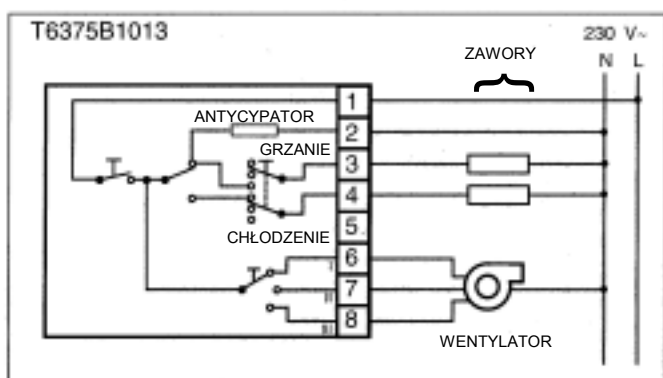 T6375B1013
230 V~
ZAWORY
N L
1
ANTYCYPATOR
2
GRZANIE
3
4
5
CHŁODZENIE
6
I
7
II
8
III
WENTYLATOR